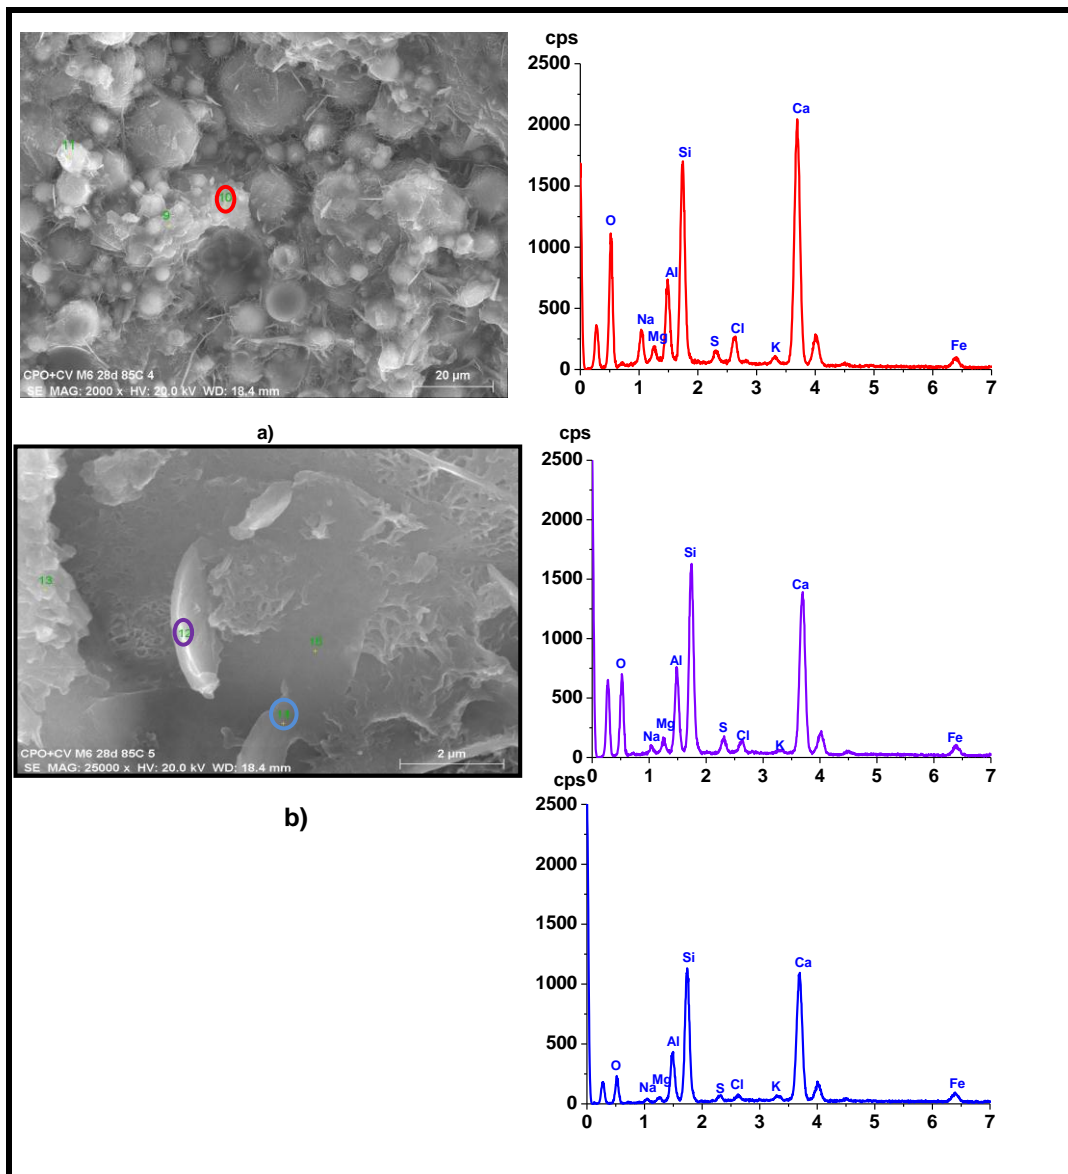 cps
2500
2000
1500
1000
500
0
O
Na
Mg
Al
Si
S
Cl
K
Ca
Fe
0 1 2 3 4 5 6 7
11
10
9
CPO+CV M6 28d 85C 4
20 µm
SE MAG: 2000 x HV: 20.0 kV WD: 18.4 mm
a)
cps
2500
2000
1500
1000
500
0
O
Na
Mg
Al
Si
S
Cl
K
Ca
Fe
0 1 2 3 4 5 6 7
13
12
CPO+CV M6 28d 85C 5
2 µm
SE MAG: 25000 x HV: 20.0 kV WD: 18.4 mm
b)
cps
2500
2000
1500
1000
500
0
O
Na
Mg
Al
Si
S
Cl
K
Ca
Fe
0 1 2 3 4 5 6 7